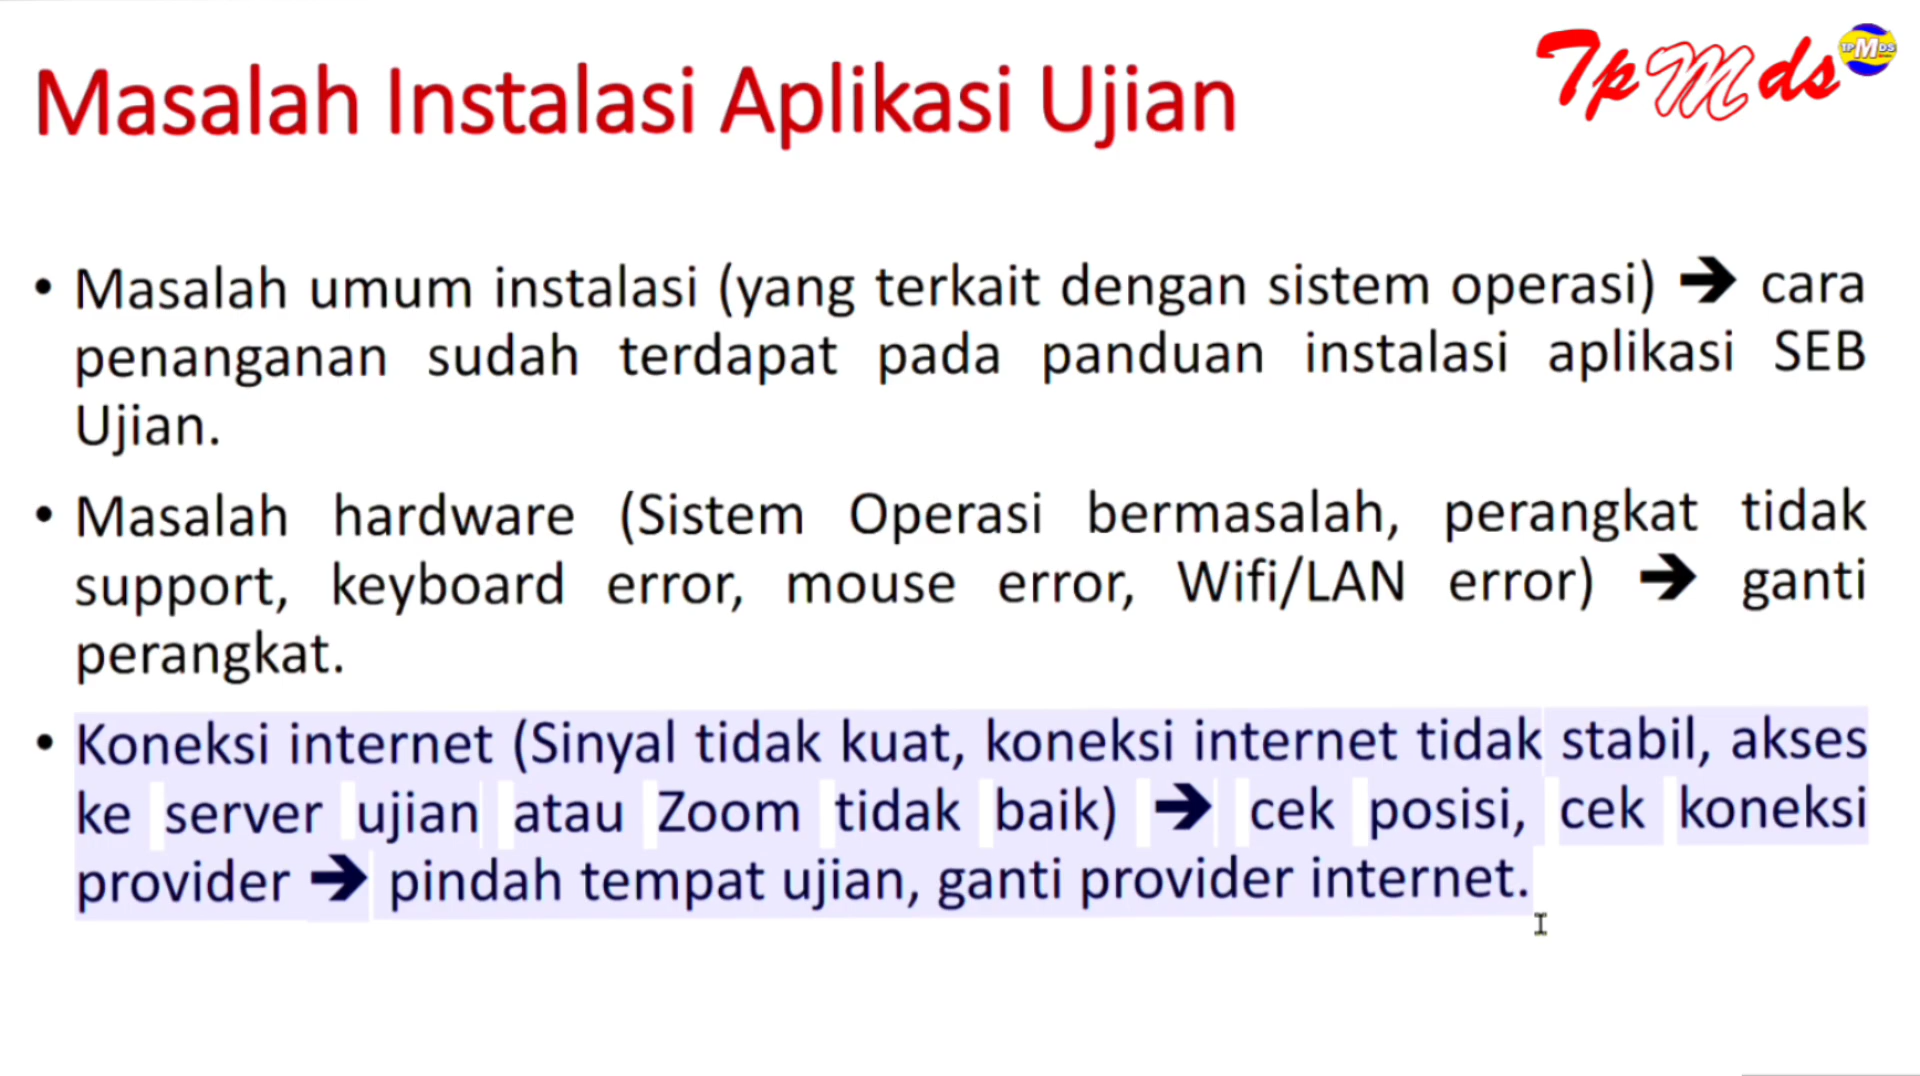 Masalah Instalasi Aplikasi Ujian
TpMds
TPMDS
• Masalah umum instalasi (yang terkait dengan sistem operasi) ➔ cara
penanganan sudah terdapat pada panduan instalasi aplikasi SEB
Ujian.
• Masalah hardware (Sistem Operasi bermasalah, perangkat tidak
support, keyboard error, mouse error, Wifi/LAN error) ➔ ganti
perangkat.
• Koneksi internet (Sinyal tidak kuat, koneksi internet tidak stabil, akses
ke server ujian atau Zoom tidak baik) ➔ cek posisi, cek koneksi
provider ➔ pindah tempat ujian, ganti provider internet.